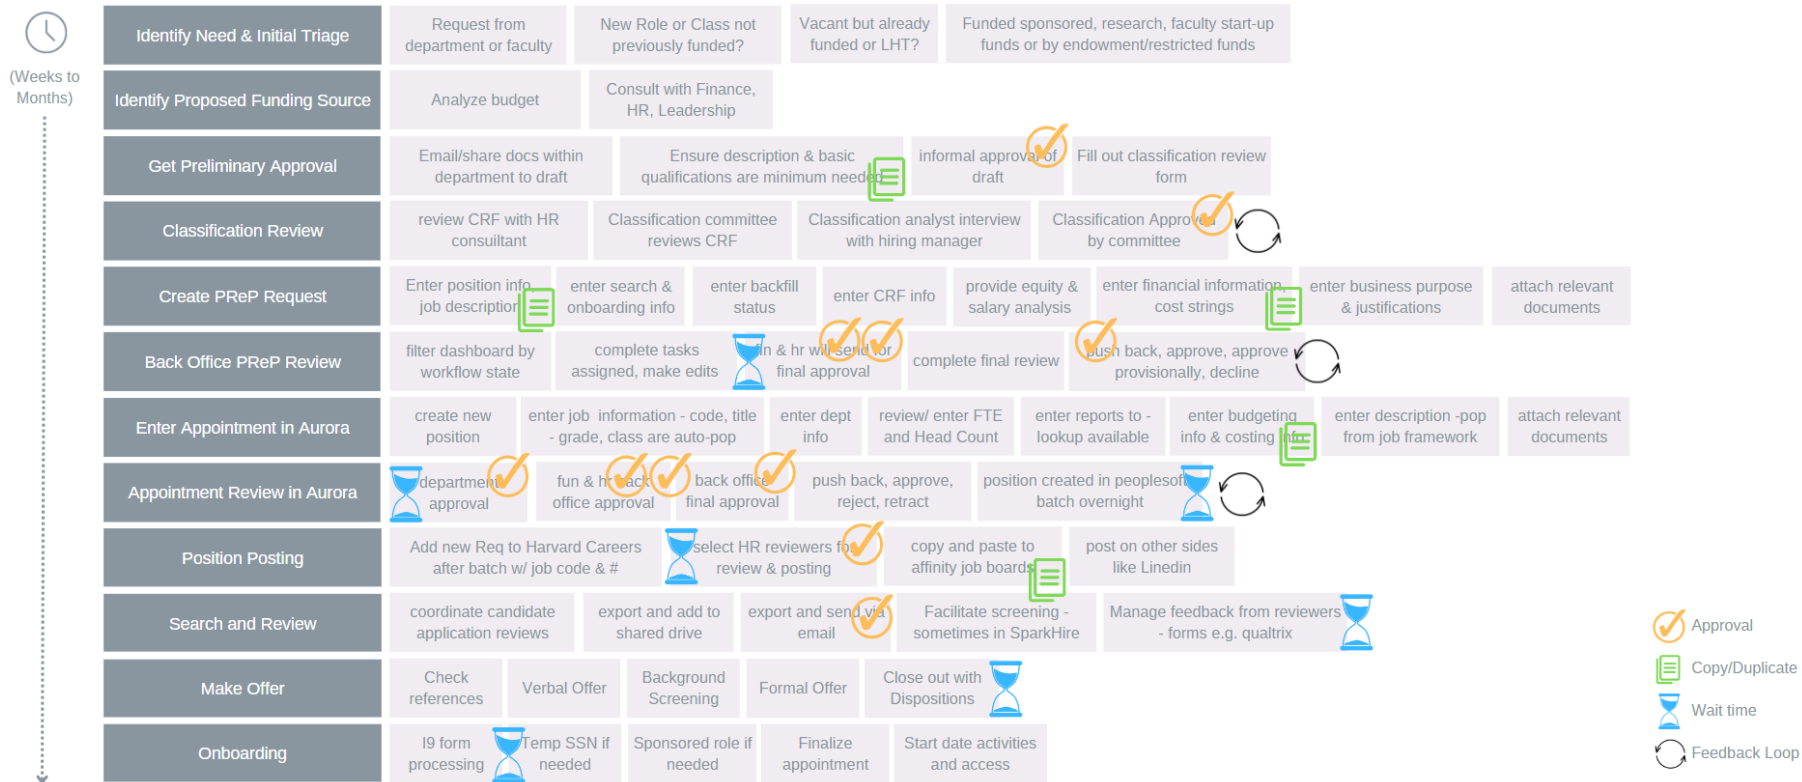 (Weeks to
Months)
Identify Need & Initial Triage
Request from
department or faculty
New Role or Class not
previously funded?
Vacant but already
funded or LHT?
Funded sponsored, research, faculty start-up
funds or by endowment/restricted funds
Identify Proposed Funding Source
Analyze budget
Consult with Finance,
HR, Leadership
Get Preliminary Approval
Email/share docs within
department to draft
Ensure description & basic
qualifications are minimum needed
informal approval of
draft
Fill out classification review
form
Classification Review
review CRF with HR
consultant
Classification committee
reviews CRF
Classification analyst interview
with hiring manager
Classification Approved
by committee
Create PReP Request
Enter position info,
job description
enter search &
onboarding info
enter backfill
status
enter CRF info
provide equity &
salary analysis
enter financial information,
cost strings
enter business purpose
& justifications
attach relevant
documents
Back Office PReP Review
filter dashboard by
workflow state
complete tasks
assigned, make edits
fin & hr will send for
final approval
complete final review
push back, approve, approve
provisionally, decline
Enter Appointment in Aurora
create new
position
enter job information - code, title
- grade, class are auto-pop
enter dept
info
review/ enter FTE
and Head Count
enter reports to -
lookup available
enter budgeting
info & costing info
enter description -pop
from job framework
attach relevant
documents
Appointment Review in Aurora
department
approval
fun & hr back
office approval
back office
final approval
push back, approve,
reject, retract
position created in peoplesoft
batch overnight
Position Posting
Add new Req to Harvard Careers
after batch w/ job code & #
select HR reviewers for
review & posting
copy and paste to
affinity job boards
post on other sides
like Linedin
Search and Review
coordinate candidate
application reviews
export and add to
shared drive
export and send via
email
Facilitate screening -
sometimes in SparkHire
Manage feedback from reviewers
- forms e.g. qualtrix
Make Offer
Check
references
Verbal Offer
Background
Screening
Formal Offer
Close out with
Dispositions
Onboarding
I9 form
processing
Temp SSN if
needed
Sponsored role if
needed
Finalize
appointment
Start date activities
and access
Approval
Copy/Duplicate
Wait time
Feedback Loop